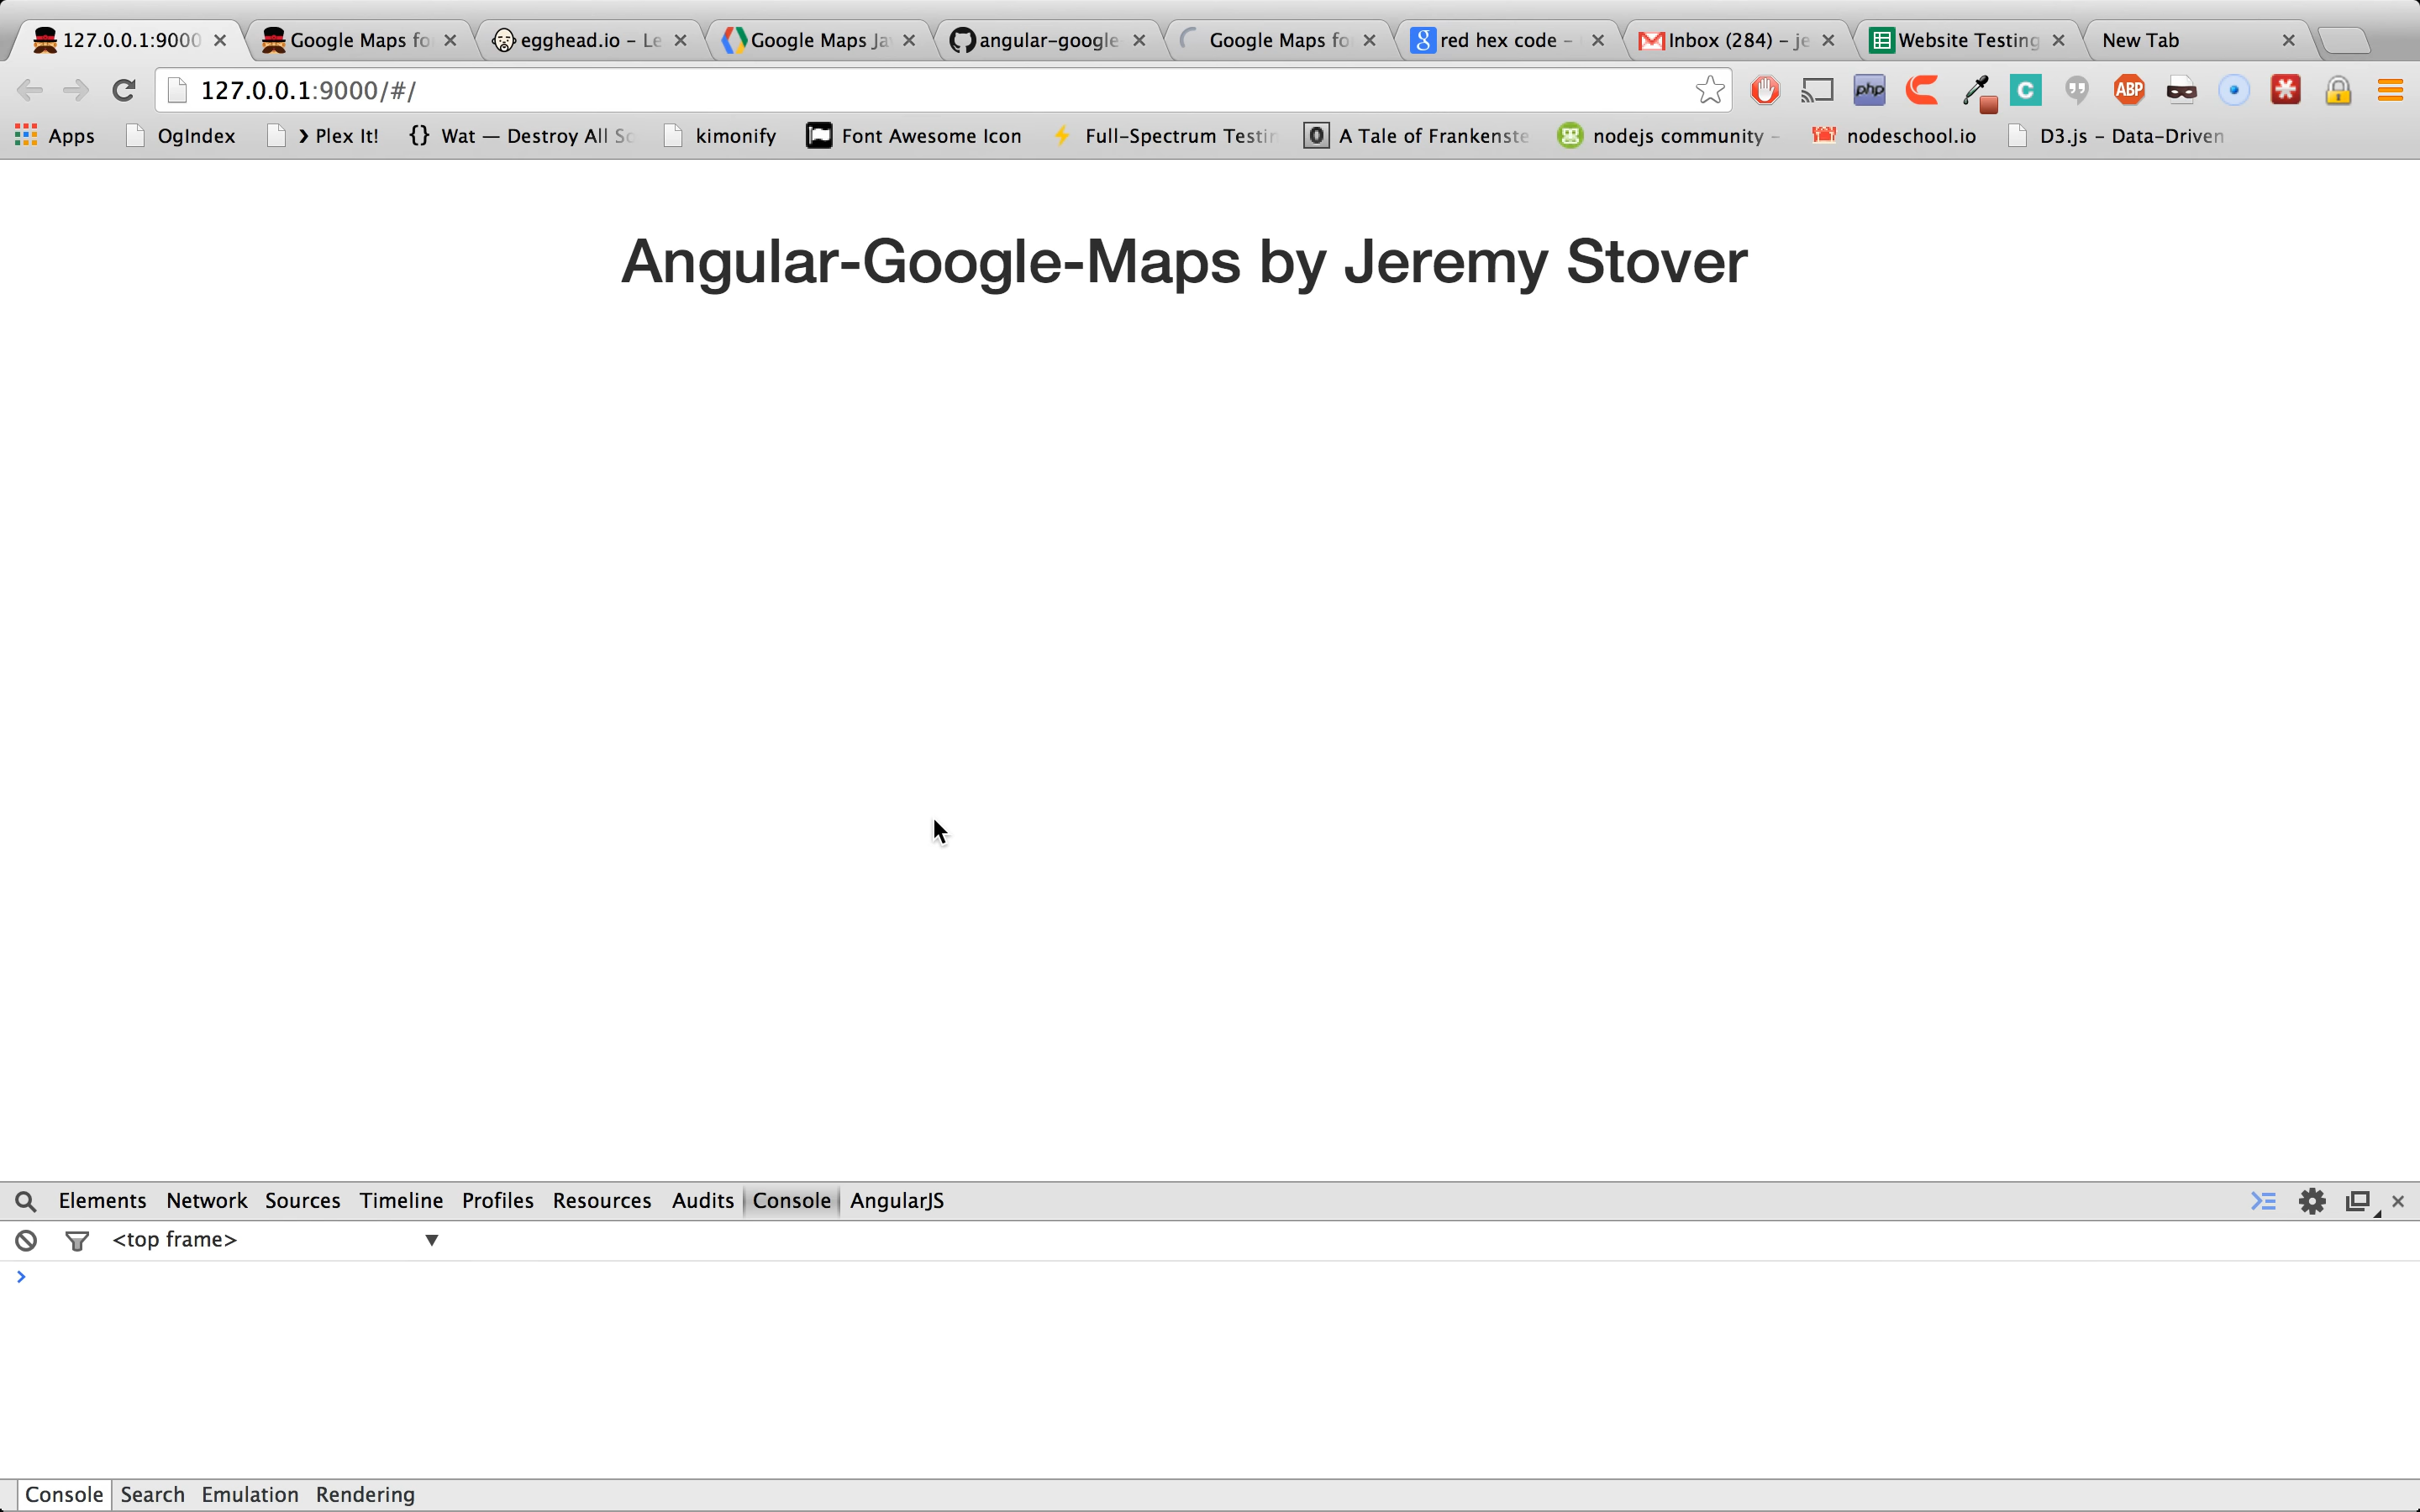 127.0.0.1:9000 Google Maps fo egghead.io – Le Google Maps Ja angular-google Google Maps fo red hex code – Inbox (284) – je Website Testing New Tab
127.0.0.1:9000/#/ php C ABP
Apps OgIndex › Plex It! {} Wat — Destroy All So kimonify Font Awesome Icon Full-Spectrum Testin A Tale of Frankenste nodejs community – nodeschool.io D3.js – Data-Driven
Angular-Google-Maps by Jeremy Stover
Elements Network Sources Timeline Profiles Resources Audits Console AngularJS
<top frame> ▼
Console Search Emulation Rendering